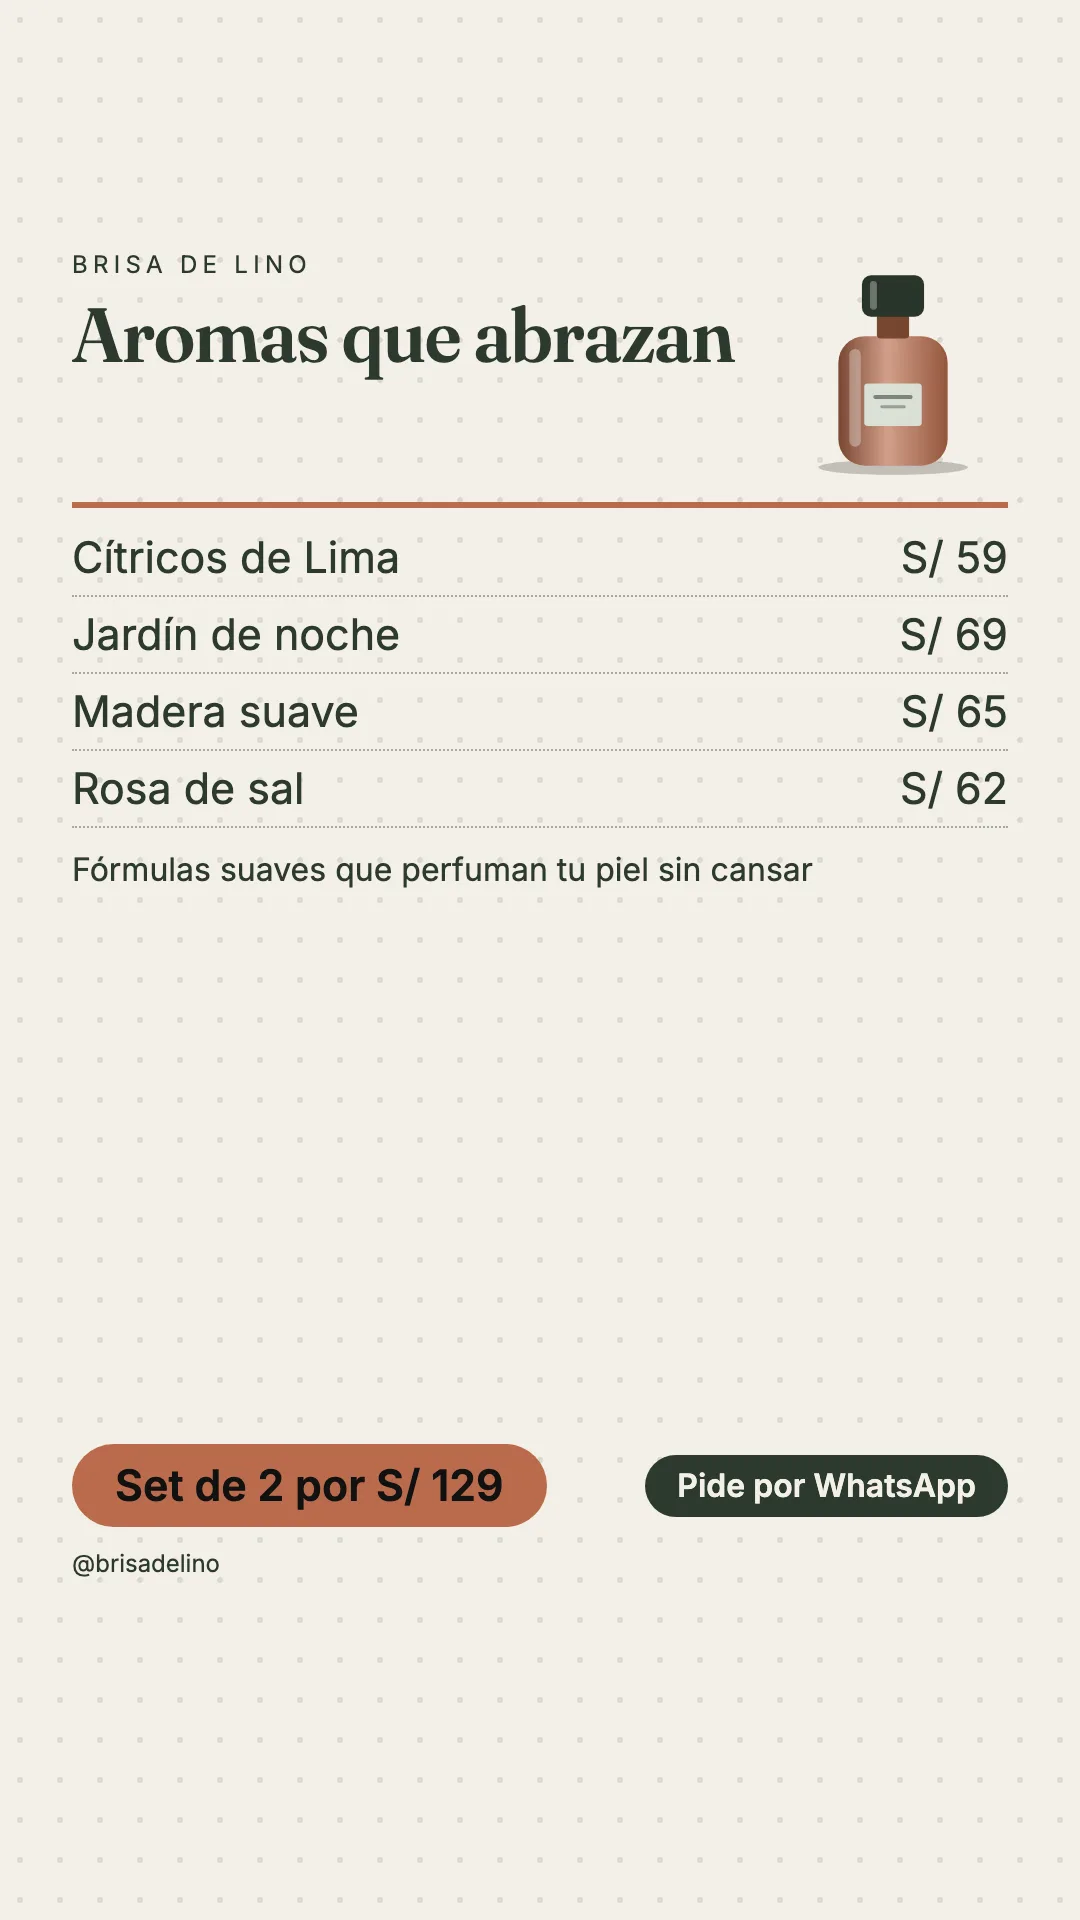 BRISA DE LINO
Aromas que abrazan
Cítricos de Lima S/ 59
Jardín de noche S/ 69
Madera suave S/ 65
Rosa de sal S/ 62
Fórmulas suaves que perfuman tu piel sin cansar
Set de 2 por S/ 129
Pide por WhatsApp
@brisadelino